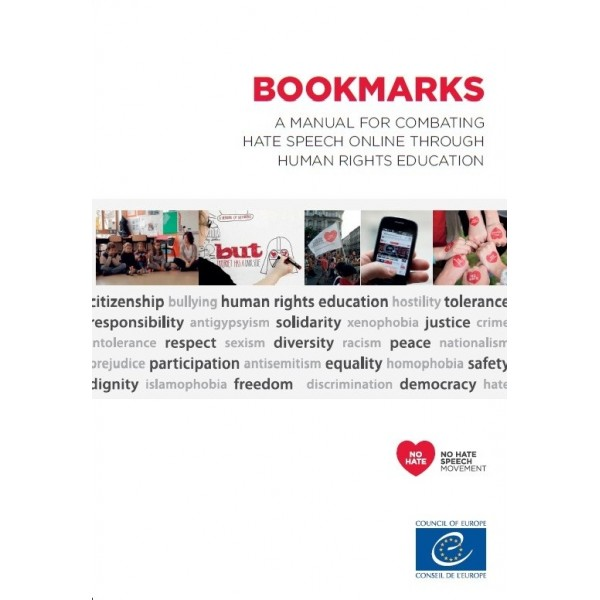 BOOKMARKS
A MANUAL FOR COMBATING
HATE SPEECH ONLINE THROUGH
HUMAN RIGHTS EDUCATION
but
citizenship bullying human rights education hostility tolerance
responsibility antigypsyism solidarity xenophobia justice crime
intolerance respect sexism diversity racism peace nationalism
prejudice participation antisemitism equality homophobia safety
dignity islamophobia freedom discrimination democracy hate
NO
HATE
NO HATE
SPEECH
MOVEMENT
COUNCIL OF EUROPE
CONSEIL DE L'EUROPE